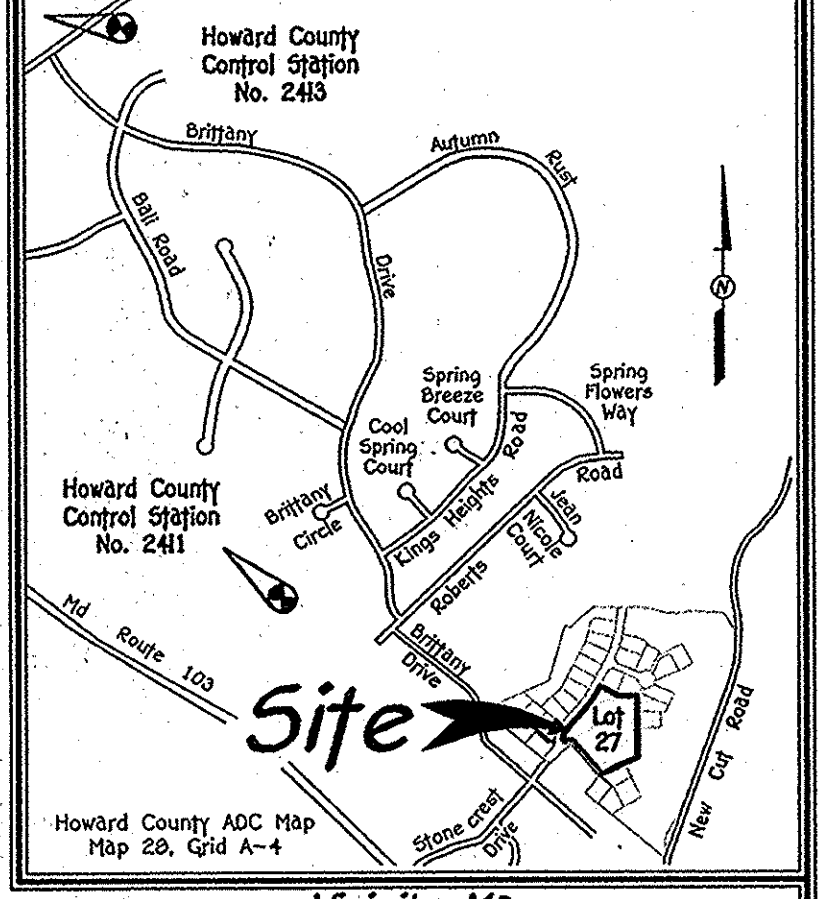 Howard County
Control Station
No. 2413
Brittany
Autumn
Rust
Bali Road
Drive
Spring
Breeze
Court
Spring
Flowers
Way
Cool
Spring
Court
Road
Road
Howard County
Control Station
No. 2411
Brittany
Circle
Kings Heights
Jean
Nicole
Court
Roberts
Md Route 103
Brittany
Drive
Site
Lot
27
New Cut Road
Howard County ADC Map
Map 28, Grid A~4
Stone crest
Drive
N